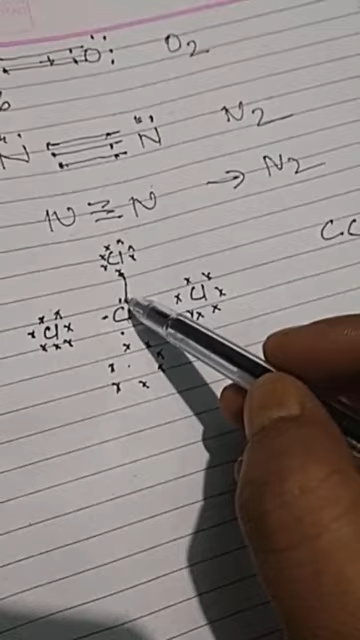 O: O₂
N ≡ N N₂
N ≡ N → N₂
Cl
Cl
Cl C
C.C